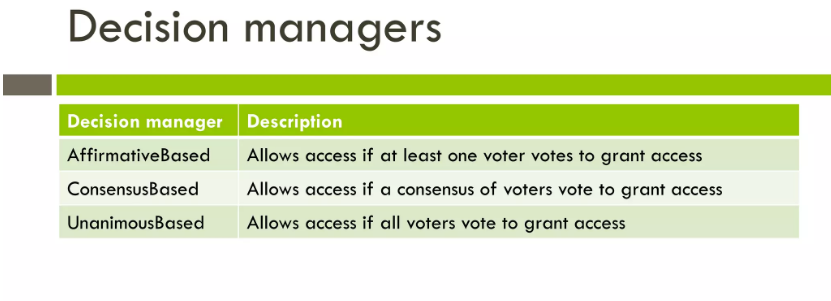 Decision managers
Decision manager Description
AffirmativeBased Allows access if at least one voter votes to grant access
ConsensusBased Allows access if a consensus of voters vote to grant access
UnanimousBased Allows access if all voters vote to grant access